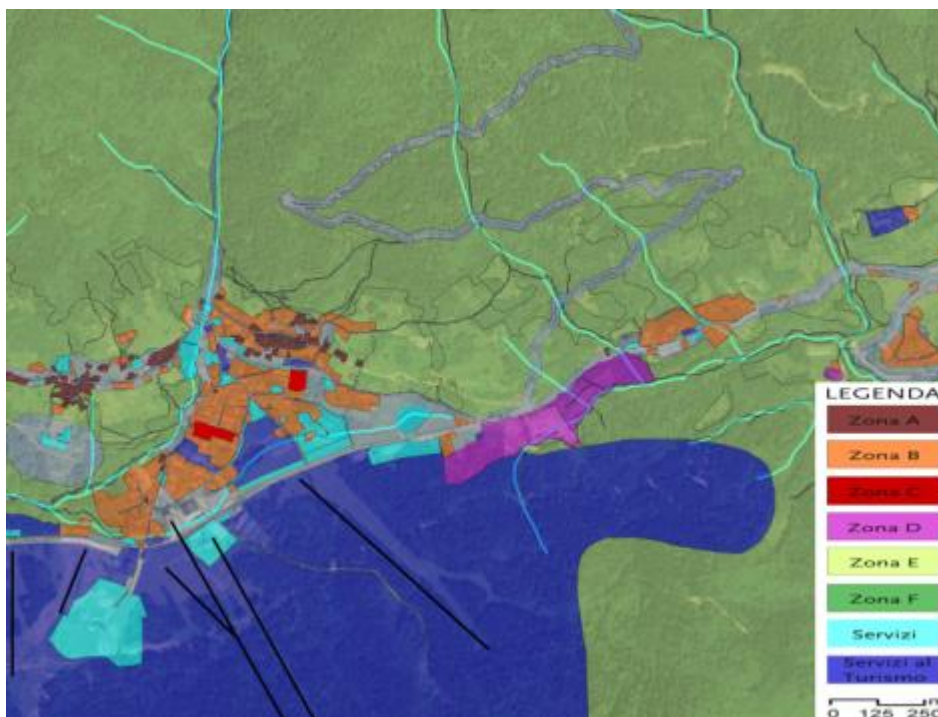 LEGENDA
Zona A
Zona B
Zona C
Zona D
Zona E
Zona F
Servizi
Servizi al
Turismo
m
0 125 250